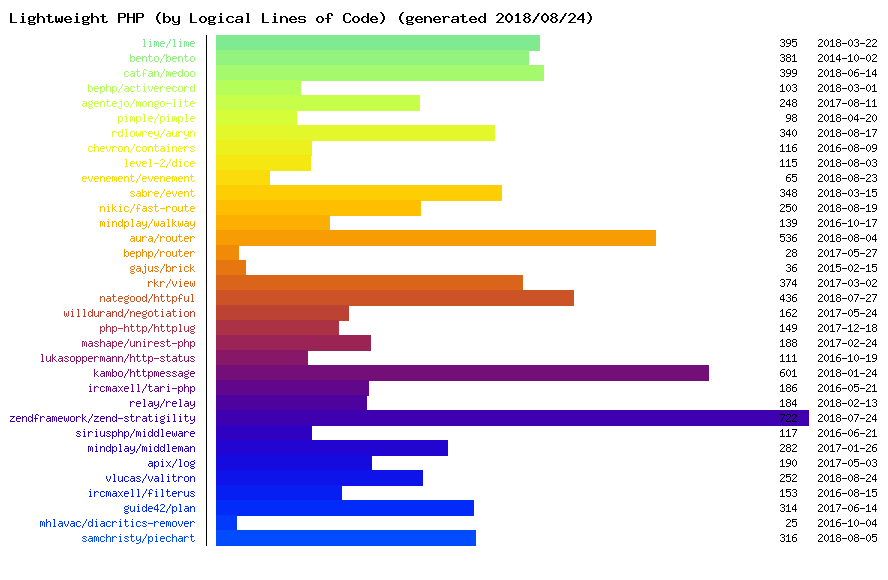 Lightweight PHP (by Logical Lines of Code) (generated 2018/08/24)
lime/lime 395 2018-03-22
bento/bento 381 2014-10-02
catfan/medoo 399 2018-06-14
bephp/activerecord 103 2018-03-01
agentejo/mongo-lite 248 2017-08-11
pimple/pimple 98 2018-04-20
rdlowrey/auryn 340 2018-08-17
chevron/containers 116 2016-08-09
level-2/dice 115 2018-08-03
evenement/evenement 65 2018-08-23
sabre/event 348 2018-03-15
nikic/fast-route 250 2018-08-19
mindplay/walkway 139 2016-10-17
aura/router 536 2018-08-04
bephp/router 28 2017-05-27
gajus/brick 36 2015-02-15
rkr/view 374 2017-03-02
nategood/httpful 436 2018-07-27
willdurand/negotiation 162 2017-05-24
php-http/httplug 149 2017-12-18
mashape/unirest-php 188 2017-02-24
lukasoppermann/http-status 111 2016-10-19
kambo/httpmessage 601 2018-01-24
ircmaxell/tari-php 186 2016-05-21
relay/relay 184 2018-02-13
zendframework/zend-stratigility 722 2018-07-24
siriusphp/middleware 117 2016-06-21
mindplay/middleman 282 2017-01-26
apix/log 190 2017-05-03
vlucas/valitron 252 2018-08-24
ircmaxell/filterus 153 2016-08-15
guide42/plan 314 2017-06-14
mhlavac/diacritics-remover 25 2016-10-04
samchristy/piechart 316 2018-08-05